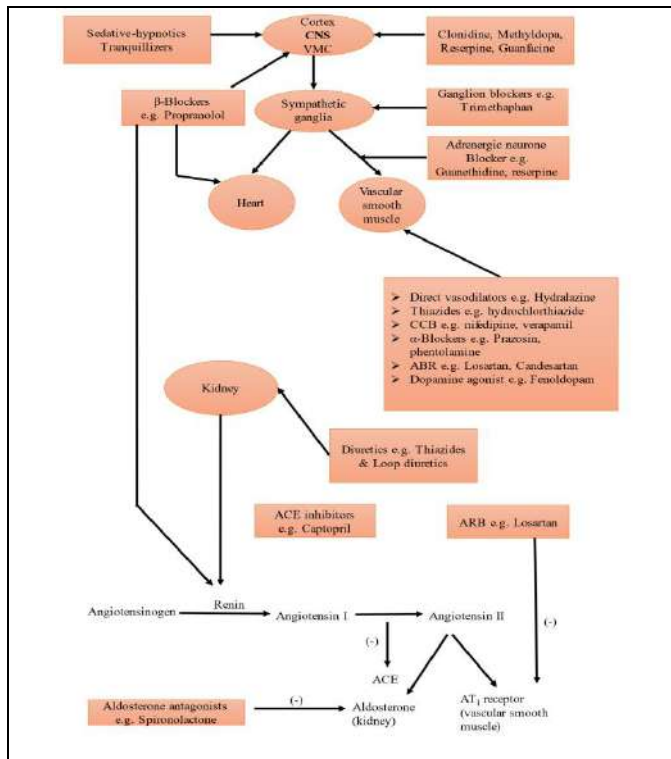 Sedative-hypnotics
Tranquillizers
Cortex
CNS
VMC
Clonidine, Methyldopa,
Reserpine, Guanficine
β-Blockers
e.g. Propranolol
Sympathetic
ganglia
Ganglion blockers e.g.
Trimethaphan
Adrenergic neurone
Blocker e.g.
Guanethidine, reserpine
Heart
Vascular
smooth
muscle
➢ Direct vasodilators e.g. Hydralazine
➢ Thiazides e.g. hydrochlorthiazide
➢ CCB e.g. nifedipine, verapamil
➢ α-Blockers e.g. Prazosin,
phentolamine
➢ ABR e.g. Losartan, Candesartan
➢ Dopamine agonist e.g. Fenoldopam
Kidney
Diuretics e.g. Thiazides
& Loop diuretics
ACE inhibitors
e.g. Captopril
ARB e.g. Losartan
Renin
Angiotensinogen
Angiotensin I
Angiotensin II
(-)
(-)
ACE
Aldosterone antagonists
e.g. Spironolactone
(-)
Aldosterone
(kidney)
AT₁ receptor
(vascular smooth
muscle)